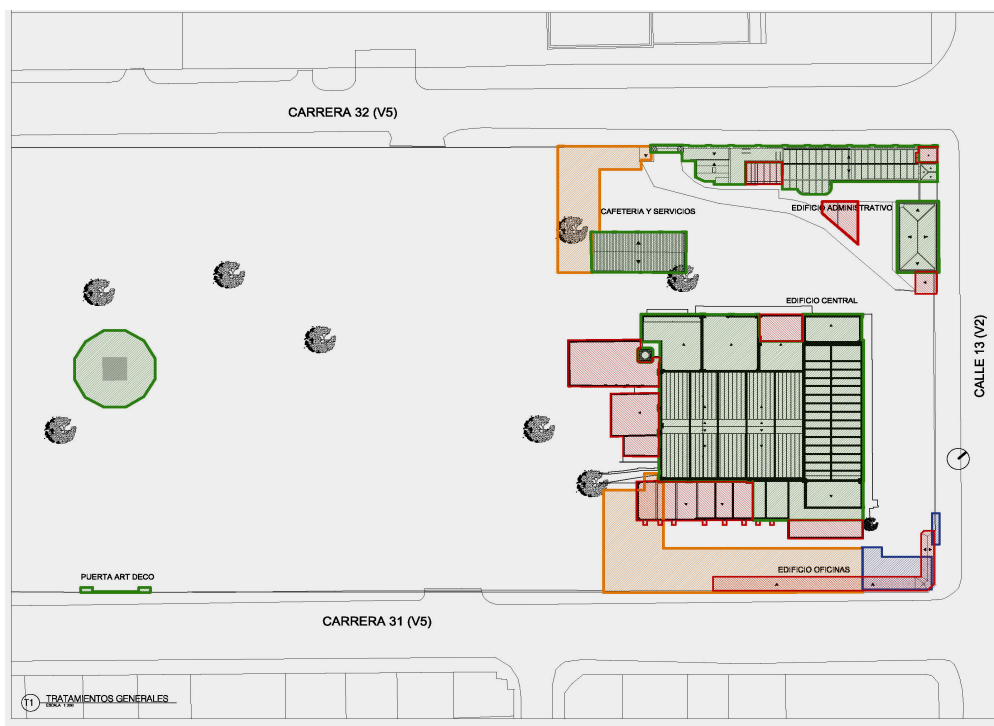 CARRERA 32 (V5)
CAFETERIA Y SERVICIOS
EDIFICIO ADMINISTRATIVO
EDIFICIO CENTRAL
CALLE 13 (V2)
EDIFICIO OFICINAS
PUERTA ART DECO
CARRERA 31 (V5)
T1 TRATAMIENTOS GENERALES